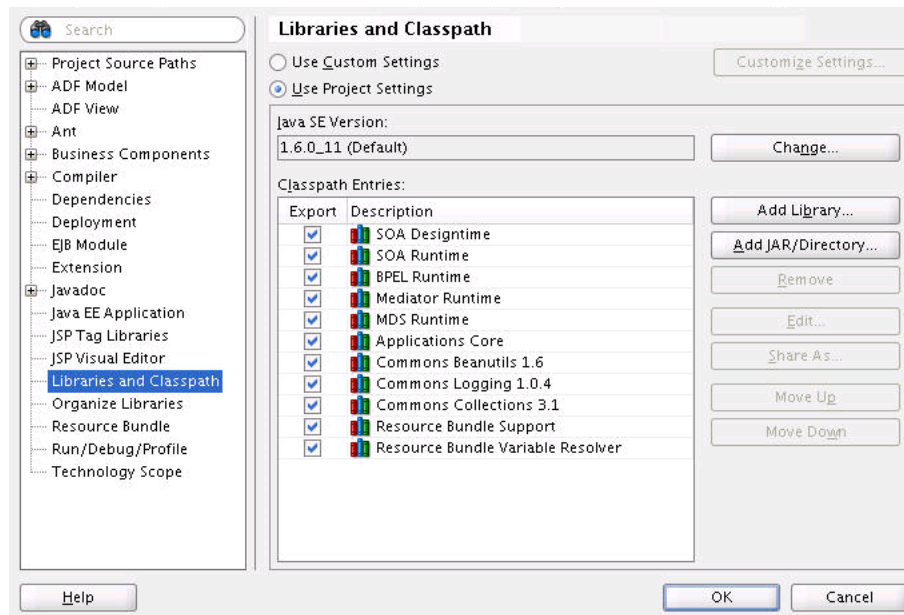 Search
Project Source Paths
ADF Model
ADF View
Ant
Business Components
Compiler
Dependencies
Deployment
EJB Module
Extension
Javadoc
Java EE Application
JSP Tag Libraries
JSP Visual Editor
Libraries and Classpath
Organize Libraries
Resource Bundle
Run/Debug/Profile
Technology Scope
Libraries and Classpath
Use Custom Settings
Customize Settings...
Use Project Settings
Java SE Version:
1.6.0_11 (Default)
Change...
Classpath Entries:
Export Description
SOA Designtime
SOA Runtime
BPEL Runtime
Mediator Runtime
MDS Runtime
Applications Core
Commons Beanutils 1.6
Commons Logging 1.0.4
Commons Collections 3.1
Resource Bundle Support
Resource Bundle Variable Resolver
Add Library...
Add JAR/Directory...
Remove
Edit...
Share As...
Move Up
Move Down
Help
OK
Cancel